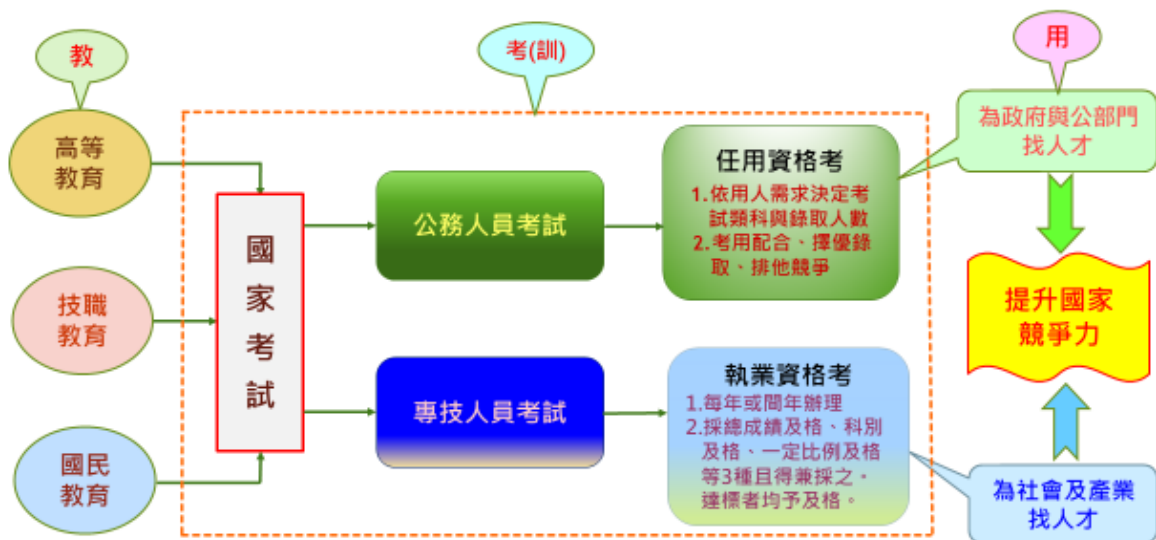 教
考(訓)
用
高等
教育
技職
教育
國民
教育
國
家
考
試
公務人員考試
專技人員考試
任用資格考
1.依用人需求決定考
試類科與錄取人數
2.考用配合、擇優錄
取、排他競爭
執業資格考
1.每年或間年辦理
2.採總成績及格、科別
及格、一定比例及格
等3種且得兼採之。
達標者均予及格。
為政府與公部門
找人才
提升國家
競爭力
為社會及產業
找人才